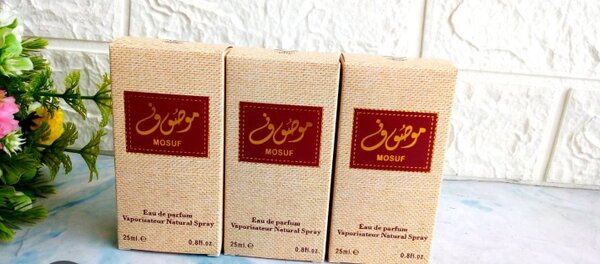 موصوف
MOSUF
Eau de parfum
Vaporisateur Natural Spray
25ml.℮ 0.8fl.oz.
موصوف
MOSUF
Eau de parfum
Vaporisateur Natural Spray
25ml.℮ 0.8fl.oz.
موصوف
MOSUF
Eau de parfum
Vaporisateur Natural Spray
25ml.℮ 0.8fl.oz.